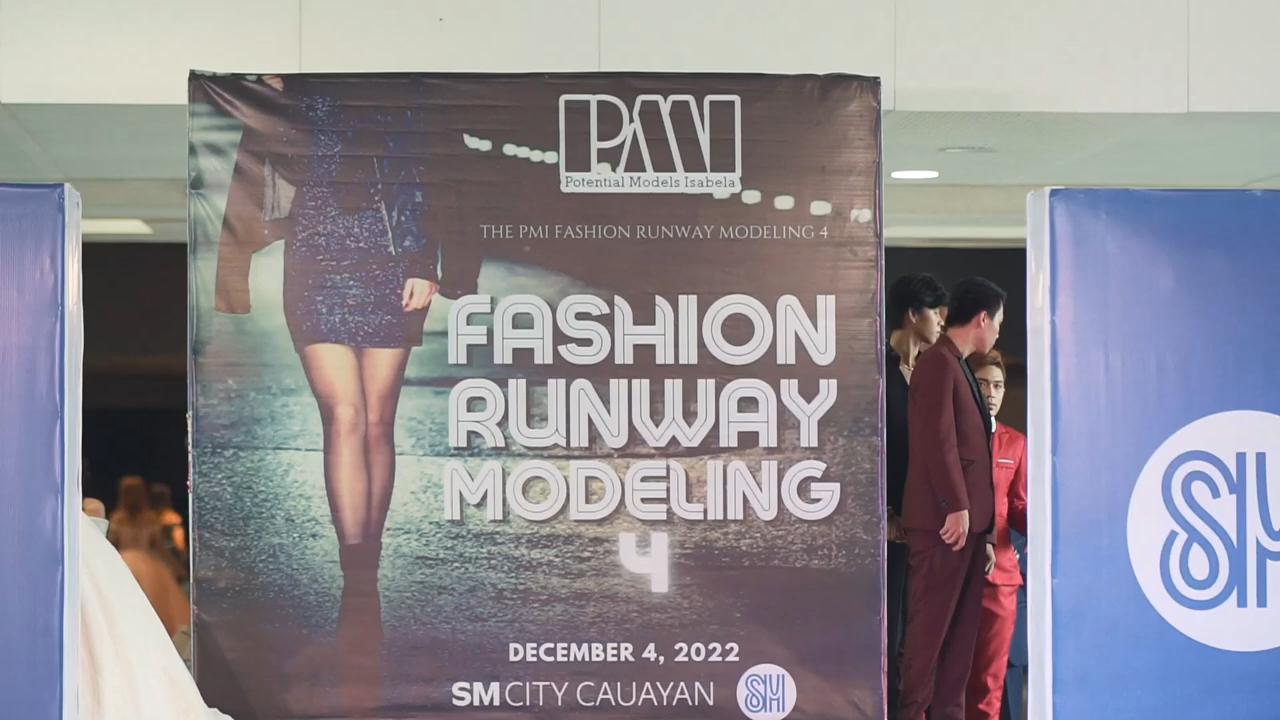 PMI
Potential Models Isabela
THE PMI FASHION RUNWAY MODELING 4
FASHION
RUNWAY
MODELING
4
DECEMBER 4, 2022
SM CITY CAUAYAN SM
SM